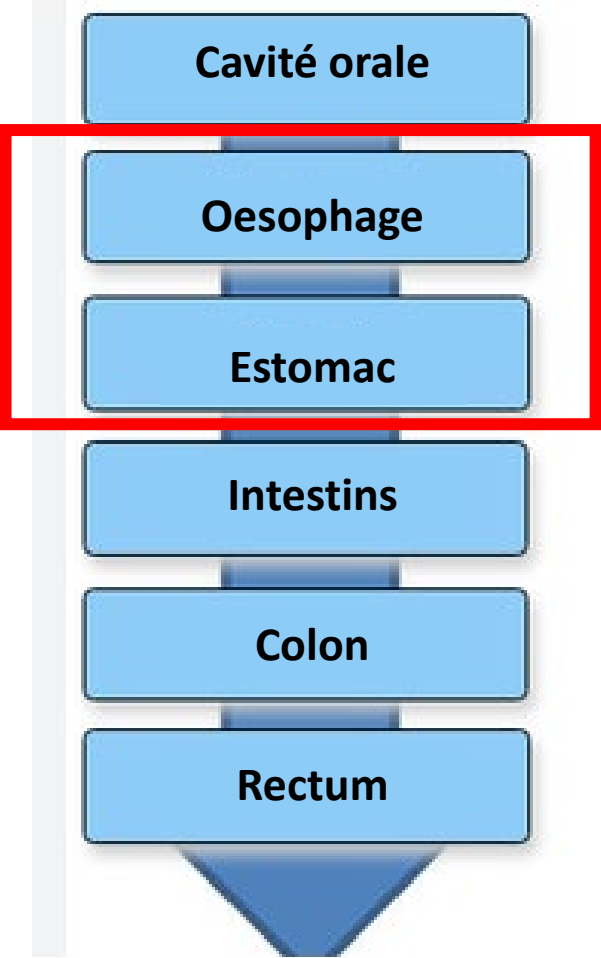 Cavité orale
Oesophage
Estomac
Intestins
Colon
Rectum